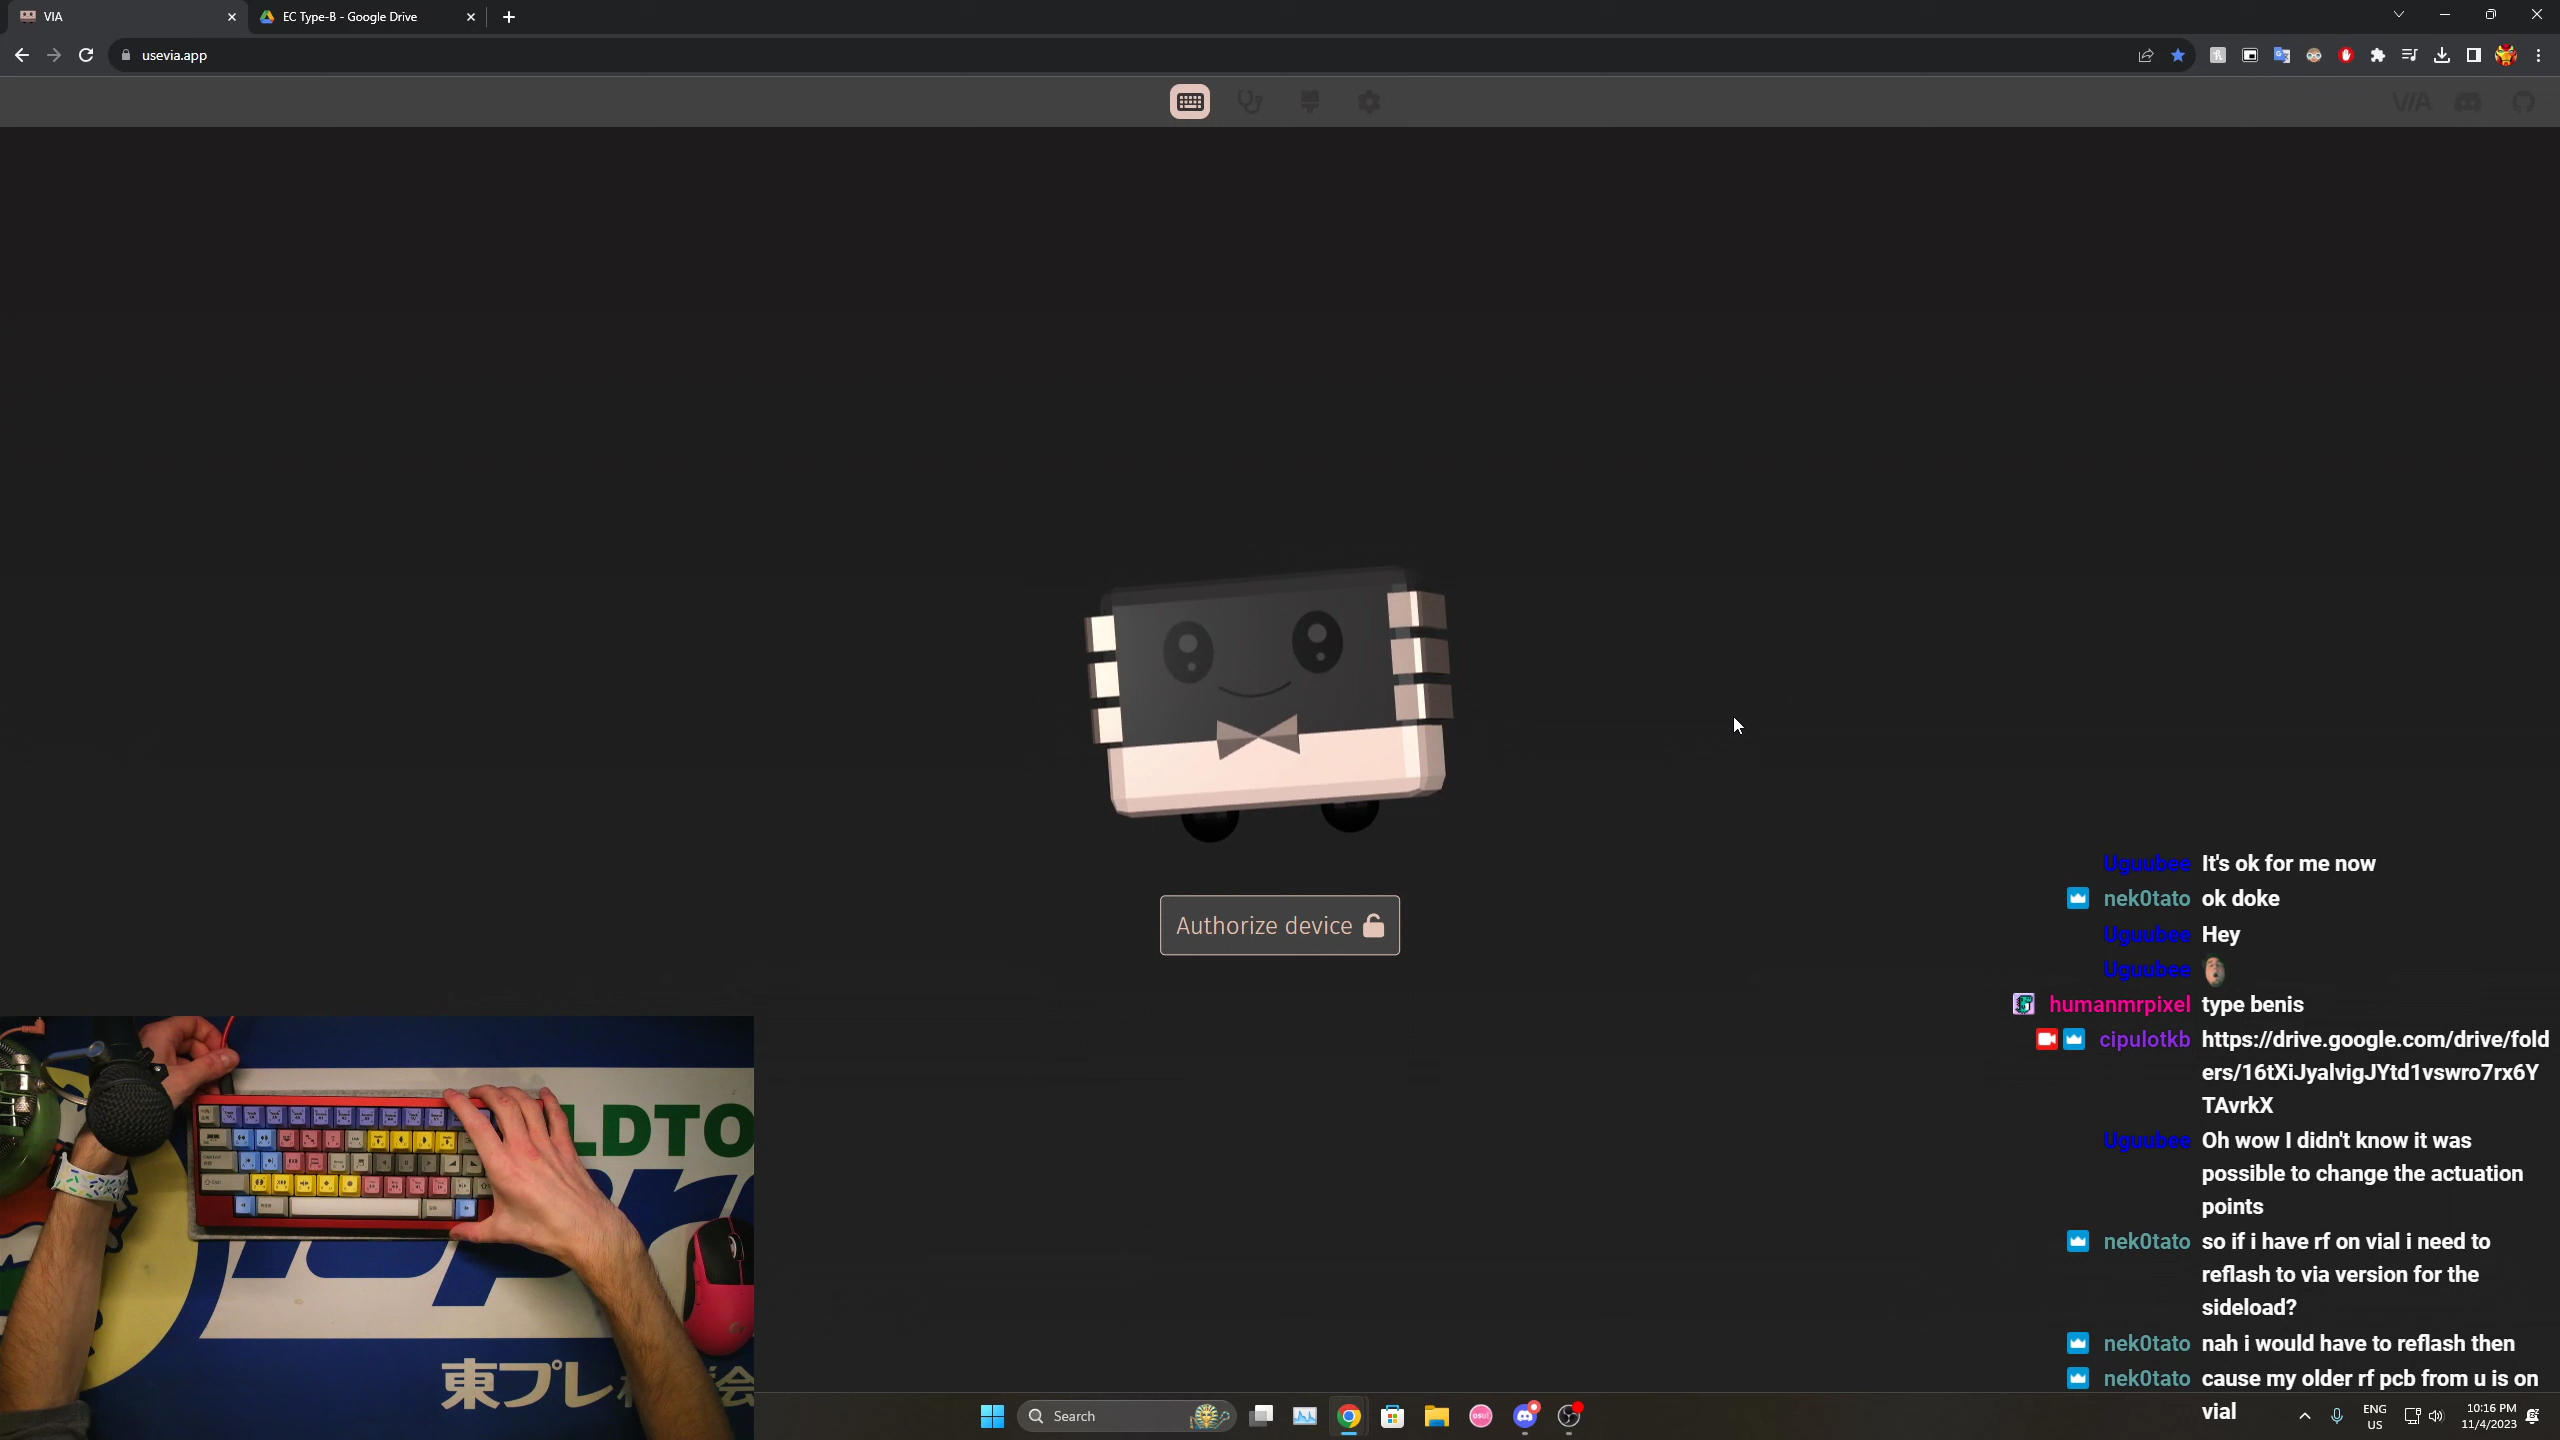 VIA
EC Type-B - Google Drive
usevia.app
VIA
Authorize device
Uguubee It's ok for me now
nek0tato ok doke
Uguubee Hey
Uguubee
humanmrpixel type benis
cipulotkb https://drive.google.com/drive/fold
ers/16tXiJyalvigJYtd1vswro7rx6Y
TAvrkX
Uguubee Oh wow I didn't know it was
possible to change the actuation
points
nek0tato so if i have rf on vial i need to
reflash to via version for the
sideload?
nek0tato nah i would have to reflash then
nek0tato cause my older rf pcb from u is on
vial
LDTO
東プレ
Search
osu!
ENG
US
10:16 PM
11/4/2023